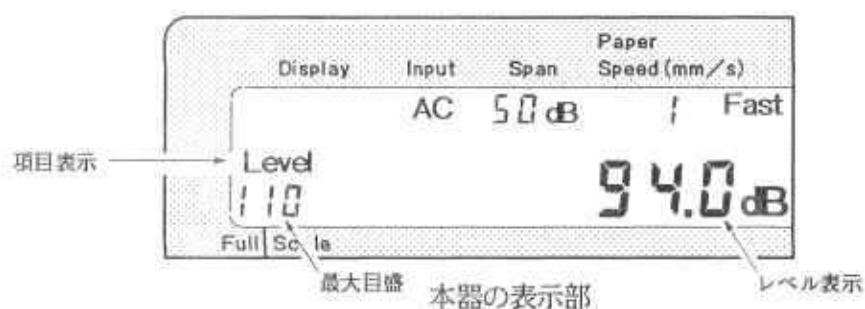 Paper
Display Input Span Speed (mm/s)
AC 50 dB 1 Fast
項目表示
Level
110
94.0 dB
Full Scale
最大目盛
本器の表示部
レベル表示